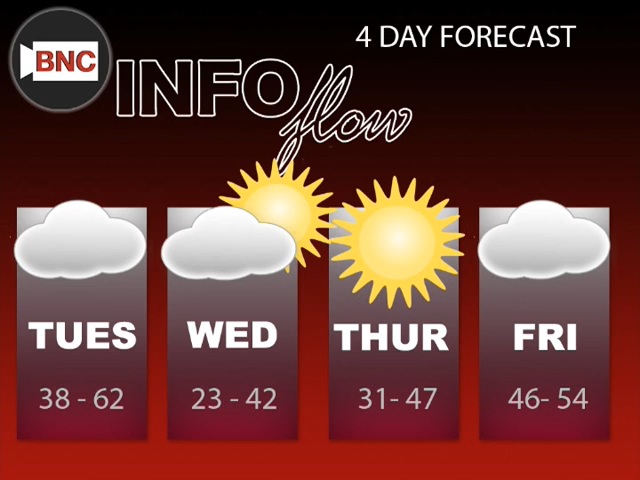 4 DAY FORECAST
BNC
INFO
flow
TUES
WED
THUR
FRI
38 - 62
23 - 42
31- 47
46- 54